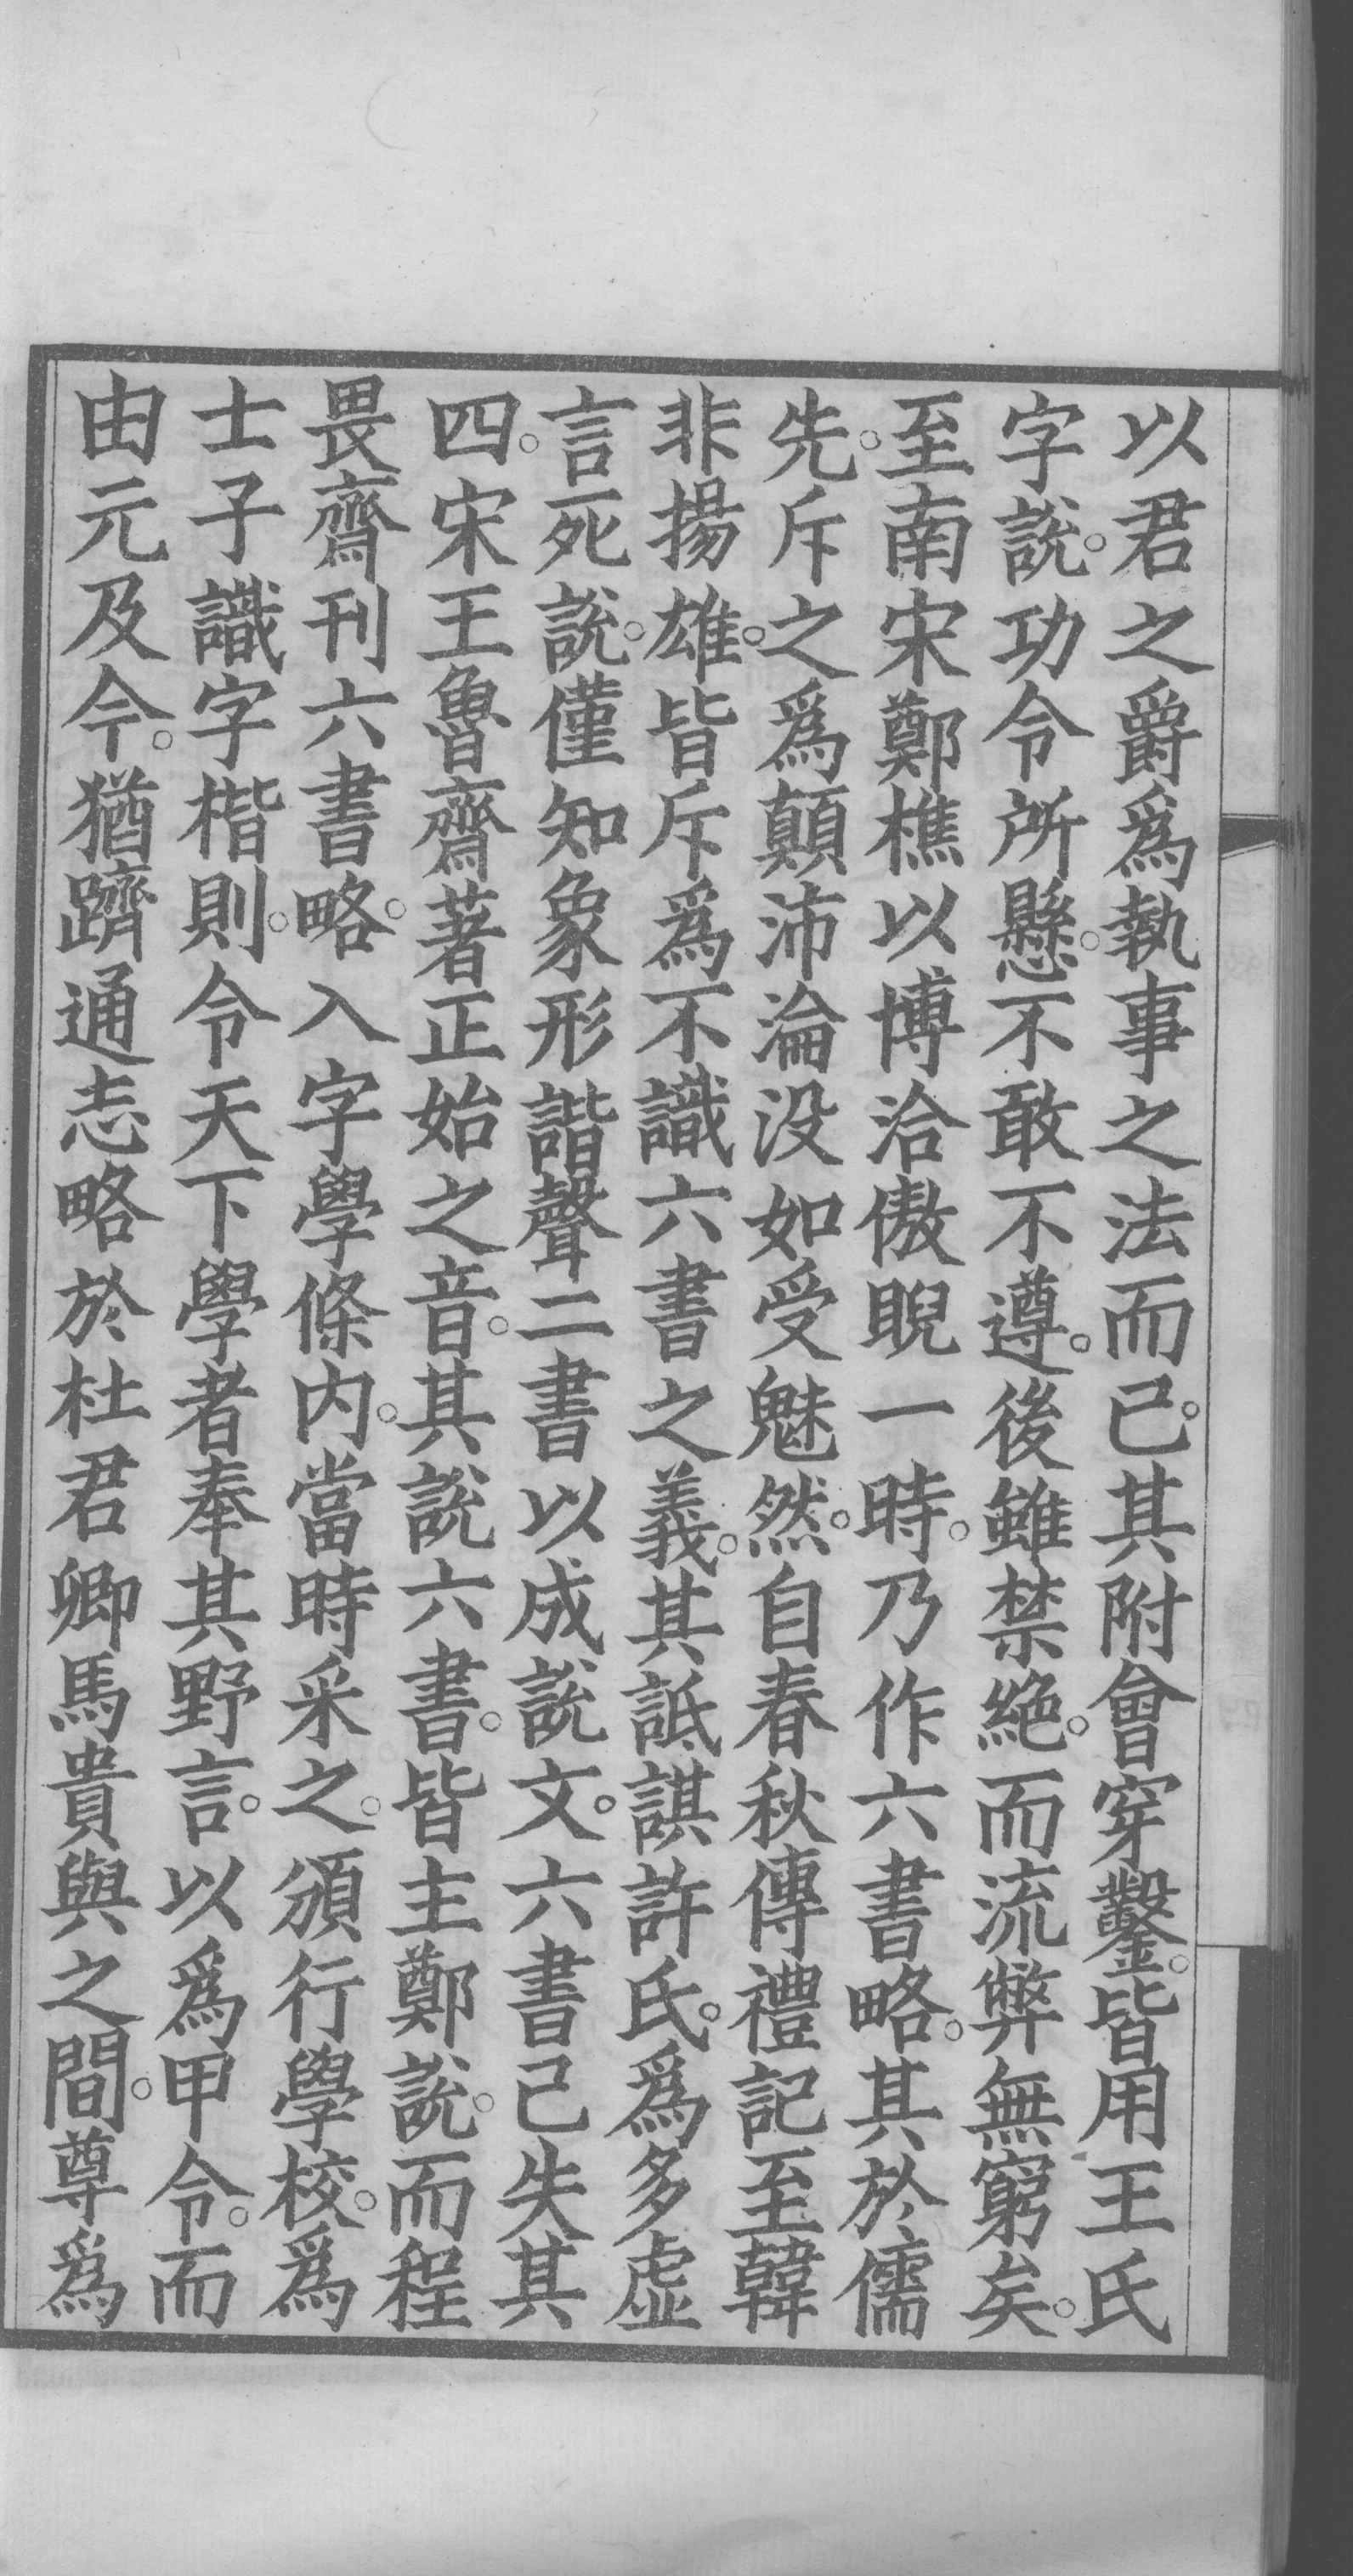 以君之爵爲執事之法而已。其附會穿鑿。皆用王氏
字說。功令所懸。不敢不遵。後雖禁絶。而流弊無窮矣。
至南宋鄭樵以博洽傲睨一時。乃作六書略。其於儒
先。斥之爲顛沛淪没如受魅然。自春秋傳禮記至韓
非揚雄。皆斥爲不識六書之義。其詆諆許氏。爲多虛
言死說。僅知象形諧聲二書以成說文。六書已失其
四。宋王魯齋著正始之音。其說六書。皆主鄭說。而程
畏齋刊六書略。入字學條内。當時采之。頒行學校。爲
士子識字楷則。令天下學者奉其野言。以爲甲令。而
由元及今。猶躋通志略於杜君卿馬貴與之間。尊爲